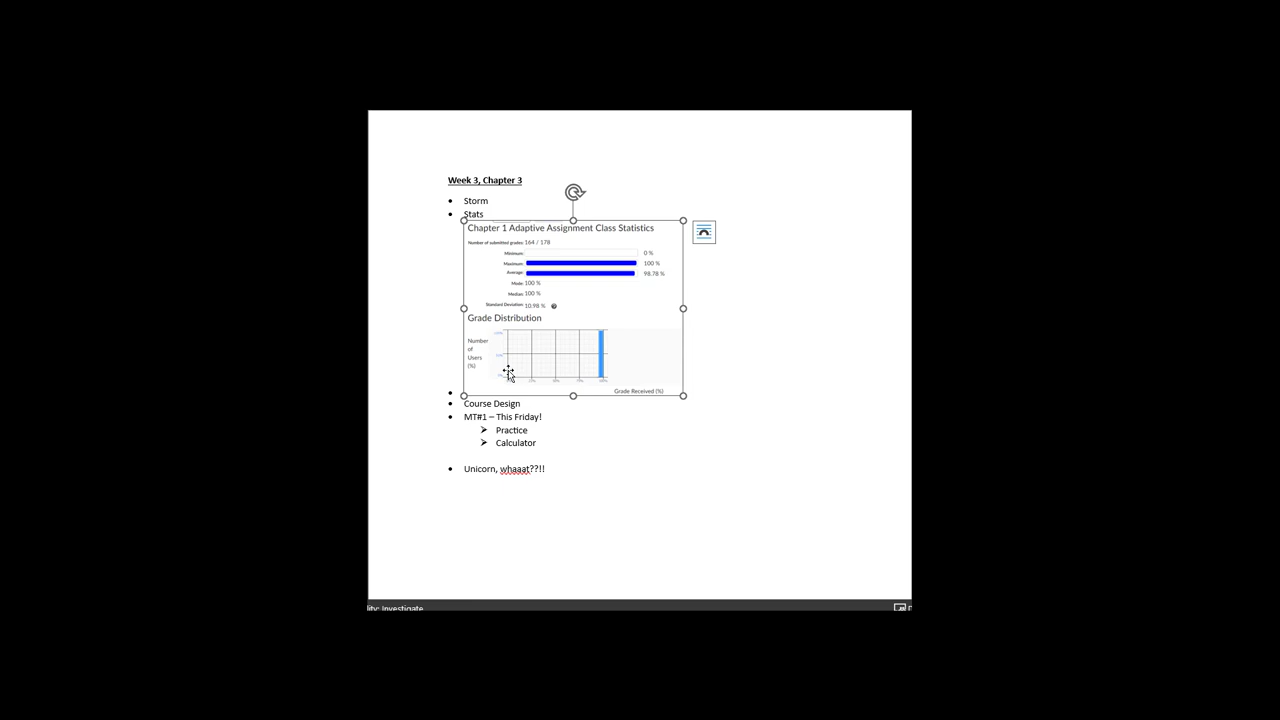 Week 3, Chapter 3
• Storm
• Stats
Chapter 1 Adaptive Assignment Class Statistics
Number of submitted grades: 164 / 178
Minimum: 0 %
Maximum: 100 %
Average: 98.78 %
Mode: 100 %
Median: 100 %
Standard Deviation: 10.98 %
Grade Distribution
Number
of
Users
(%)
Grade Received (%)
•
• Course Design
• MT#1 – This Friday!
➢ Practice
➢ Calculator
• Unicorn, whaaat??!!
lity: Investigate